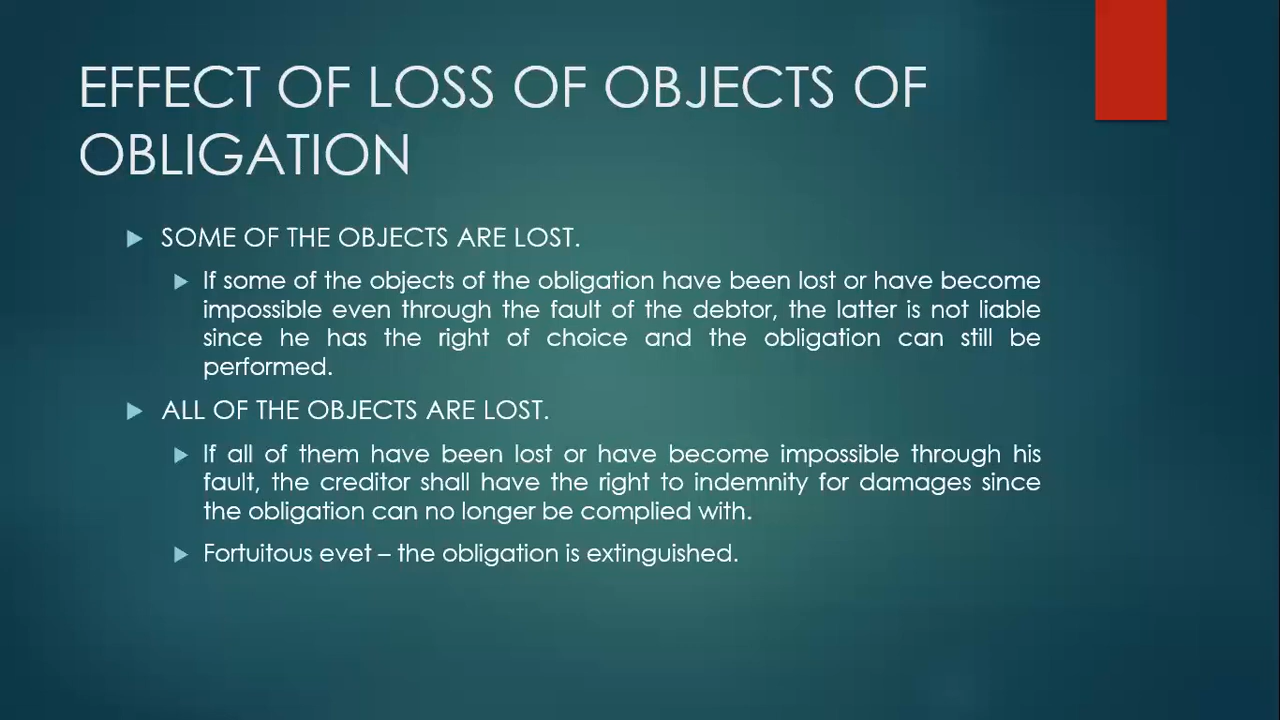 EFFECT OF LOSS OF OBJECTS OF
OBLIGATION
SOME OF THE OBJECTS ARE LOST.
If some of the objects of the obligation have been lost or have become
impossible even through the fault of the debtor, the latter is not liable
since he has the right of choice and the obligation can still be
performed.
ALL OF THE OBJECTS ARE LOST.
If all of them have been lost or have become impossible through his
fault, the creditor shall have the right to indemnity for damages since
the obligation can no longer be complied with.
Fortuitous evet – the obligation is extinguished.